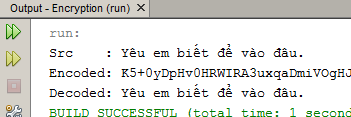 Output - Encryption (run)
run:
Src    : Yêu em biết để vào đâu.
Encoded: K5+0yDpHv0HRWIRA3uxqaDmiVOgHJ
Decoded: Yêu em biết để vào đâu.
BUILD SUCCESSFUL (total time: 1 second